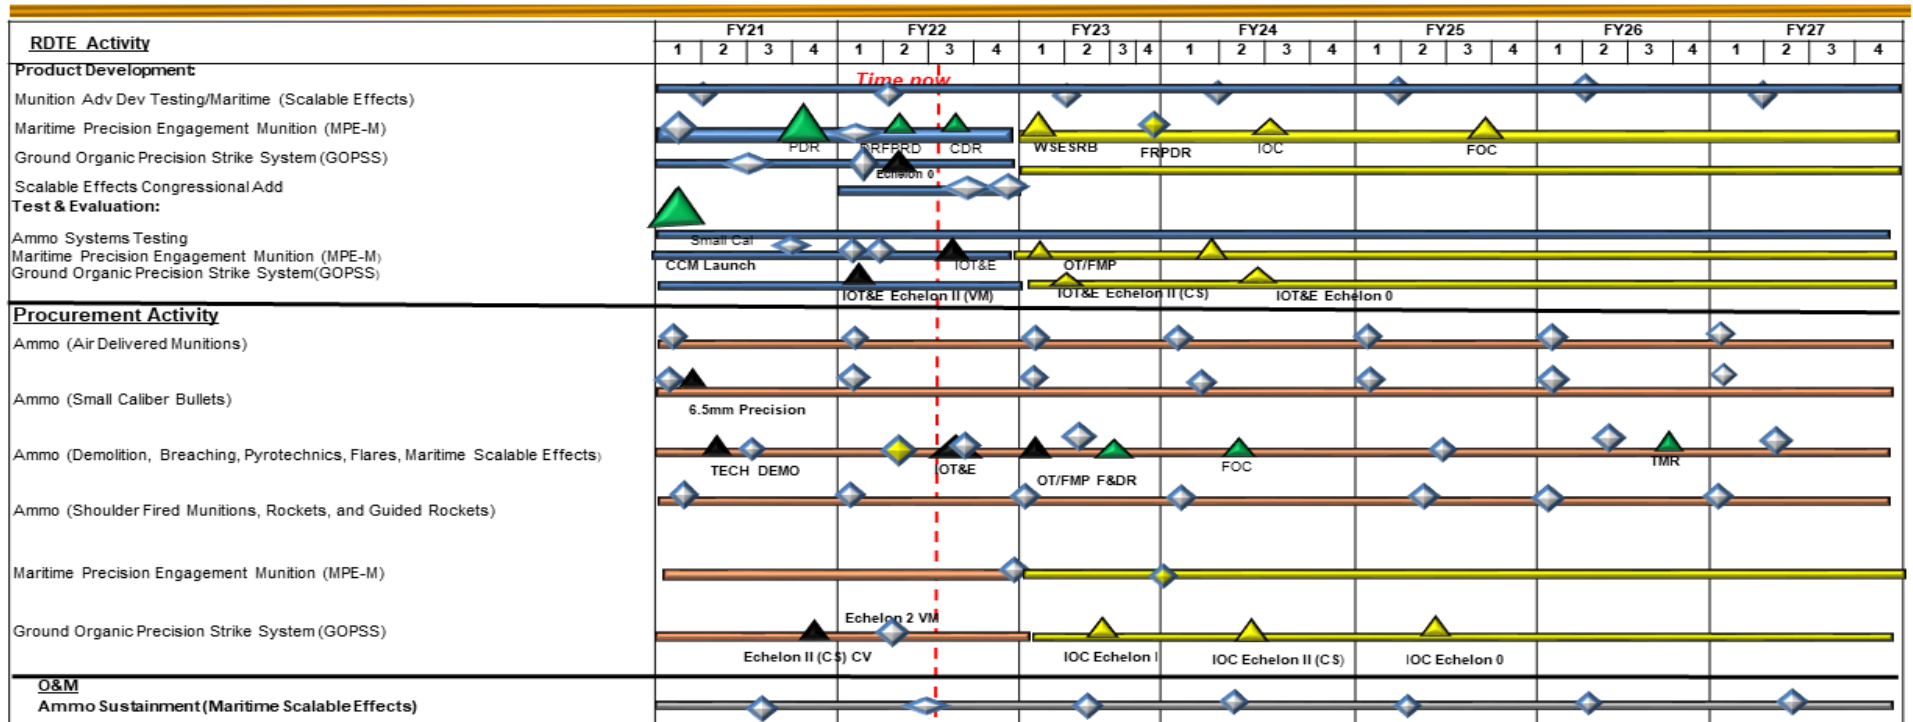 FY21 FY22 FY23 FY24 FY25 FY26 FY27
RDTE Activity
1 2 3 4 1 2 3 4 1 2 3 4 1 2 3 4 1 2 3 4 1 2 3 4 1 2 3 4
Product Development:
Time now
Munition Adv Dev Testing/Maritime (Scalable Effects)
Maritime Precision Engagement Munition (MPE-M)
PDR DRFPRD CDR WSESRB FRPDR IOC FOC
Ground Organic Precision Strike System (GOPSS)
Echelon 0
Scalable Effects Congressional Add
Test & Evaluation:
Ammo Systems Testing
Small Cal
Maritime Precision Engagement Munition (MPE-M)
CCM Launch IOT&E OT/FMP
Ground Organic Precision Strike System(GOPSS)
IOT&E Echelon II (VM) IOT&E Echelon II (CS) IOT&E Echelon 0
Procurement Activity
Ammo (Air Delivered Munitions)
Ammo (Small Caliber Bullets)
6.5mm Precision
Ammo (Demolition, Breaching, Pyrotechnics, Flares, Maritime Scalable Effects)
TECH DEMO IOT&E OT/FMP F&DR FOC TMR
Ammo (Shoulder Fired Munitions, Rockets, and Guided Rockets)
Maritime Precision Engagement Munition (MPE-M)
Echelon 2 VM
Ground Organic Precision Strike System (GOPSS)
Echelon II (CS) CV IOC Echelon I IOC Echelon II (CS) IOC Echelon 0
O&M
Ammo Sustainment (Maritime Scalable Effects)